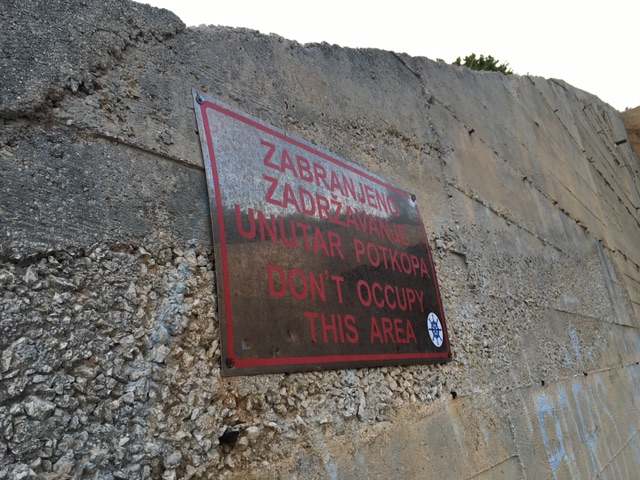 ZABRANJENO
ZADRŽAVANJE
UNUTAR POTKOPA
DON'T OCCUPY
THIS AREA